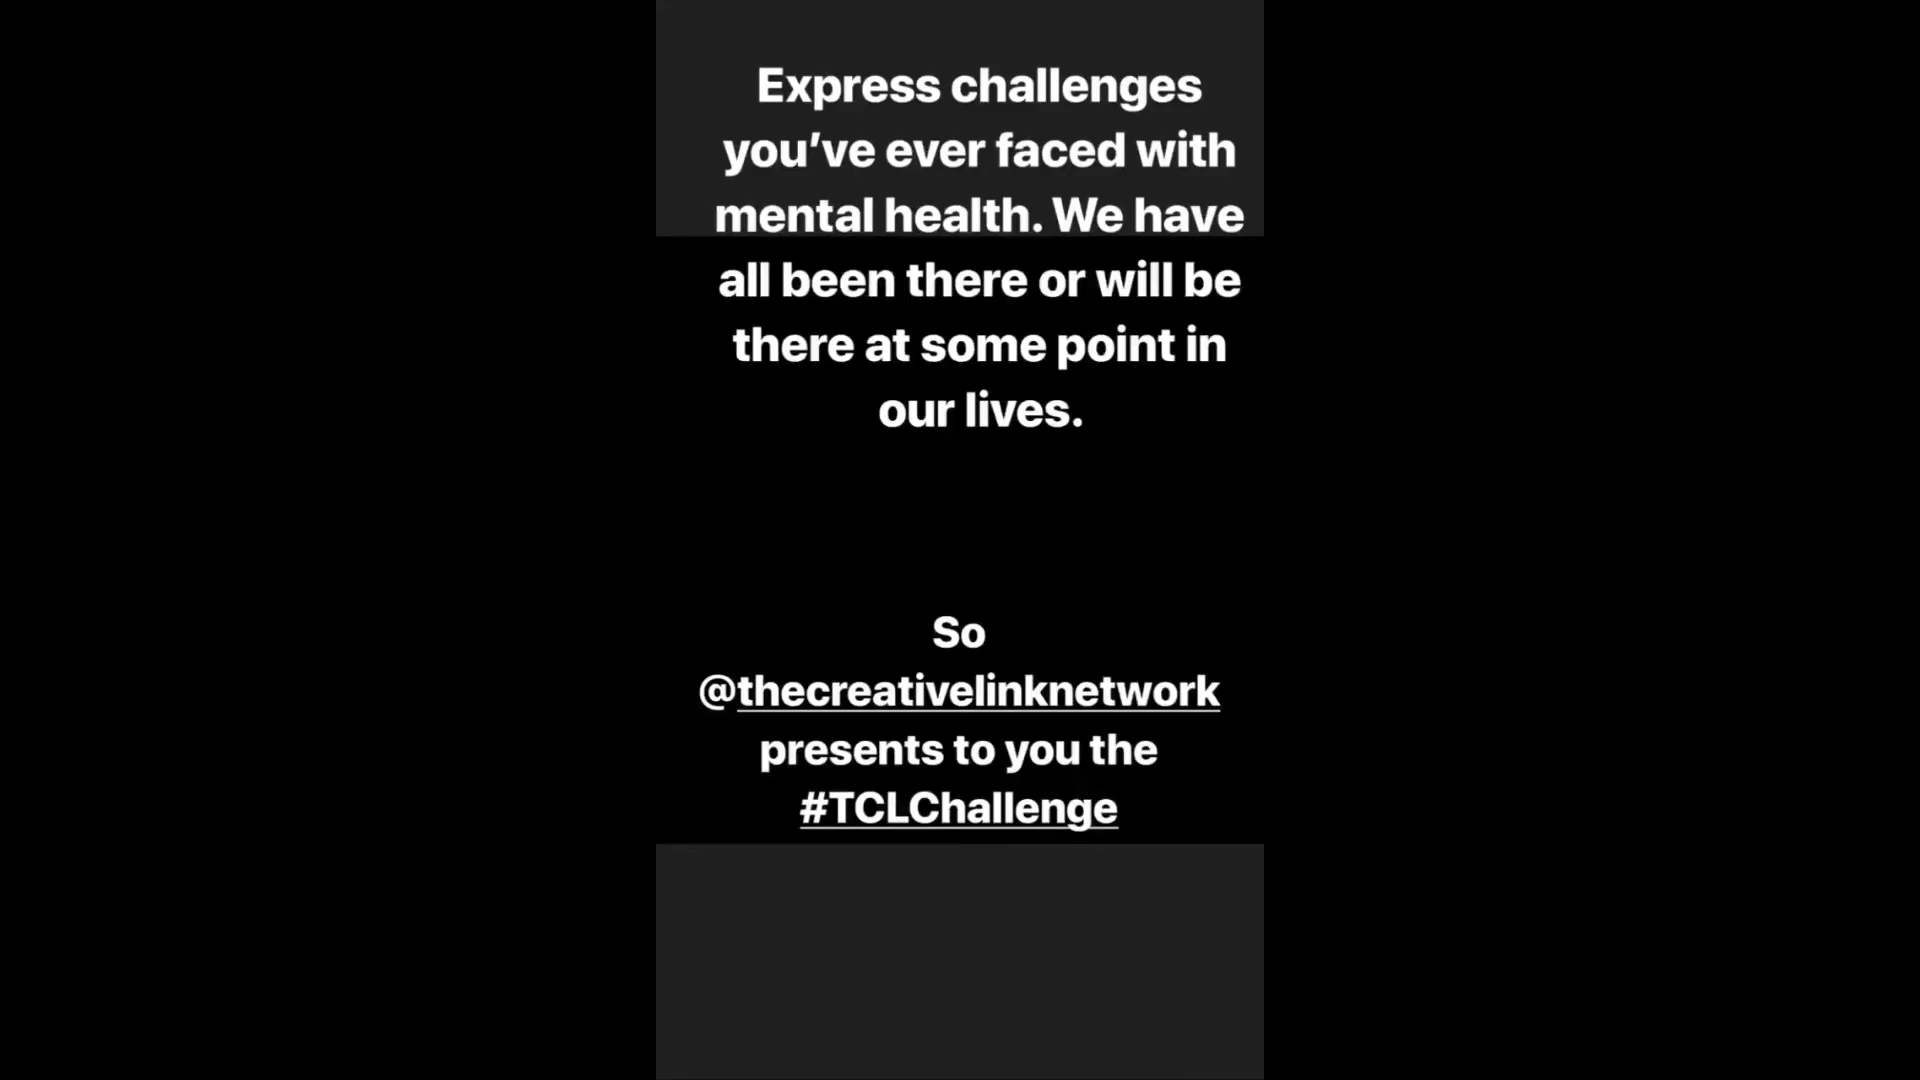 Express challenges
you’ve ever faced with
mental health. We have
all been there or will be
there at some point in
our lives.
So
@thecreativelinknetwork
presents to you the
#TCLChallenge